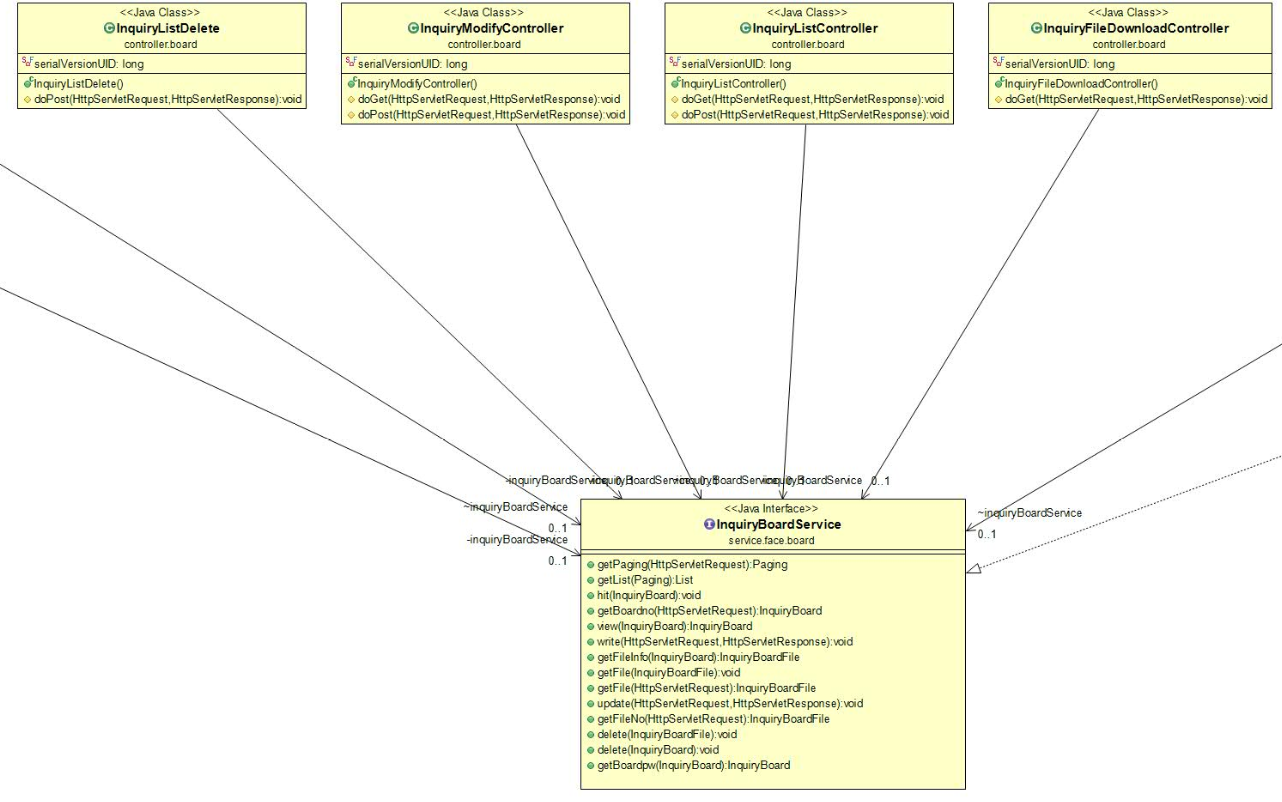 <<Java Class>>
InquiryListDelete
controller.board
serialVersionUID: long
InquiryListDelete()
doPost(HttpServletRequest,HttpServletResponse):void
<<Java Class>>
InquiryModifyController
controller.board
serialVersionUID: long
InquiryModifyController()
doGet(HttpServletRequest,HttpServletResponse):void
doPost(HttpServletRequest,HttpServletResponse):void
<<Java Class>>
InquiryListController
controller.board
serialVersionUID: long
InquiryListController()
doGet(HttpServletRequest,HttpServletResponse):void
doPost(HttpServletRequest,HttpServletResponse):void
<<Java Class>>
InquiryFileDownloadController
controller.board
serialVersionUID: long
InquiryFileDownloadController()
doGet(HttpServletRequest,HttpServletResponse):void
-inquiryBoardService
0..1
~inquiryBoardService
0..1
-inquiryBoardService
0..1
~inquiryBoardService
0..1
<<Java Interface>>
InquiryBoardService
service.face.board
getPaging(HttpServletRequest):Paging
getList(Paging):List
hit(InquiryBoard):void
getBoardno(HttpServletRequest):InquiryBoard
view(InquiryBoard):InquiryBoard
write(HttpServletRequest,HttpServletResponse):void
getFileInfo(InquiryBoard):InquiryBoardFile
getFile(InquiryBoardFile):void
getFile(HttpServletRequest):InquiryBoardFile
update(HttpServletRequest,HttpServletResponse):void
getFileNo(HttpServletRequest):InquiryBoardFile
delete(InquiryBoardFile):void
delete(InquiryBoard):void
getBoardpw(InquiryBoard):InquiryBoard